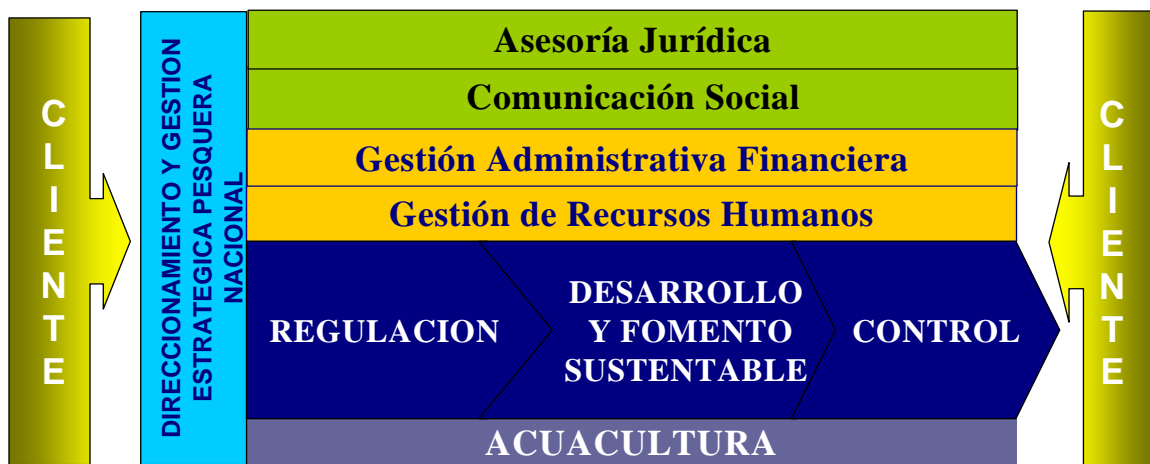 CLIENTE
DIRECCIONAMIENTO Y GESTION
ESTRATEGICA PESQUERA
NACIONAL
Asesoría Jurídica
Comunicación Social
Gestión Administrativa Financiera
Gestión de Recursos Humanos
REGULACION
DESARROLLO
Y FOMENTO
SUSTENTABLE
CONTROL
ACUACULTURA
CLIENTE